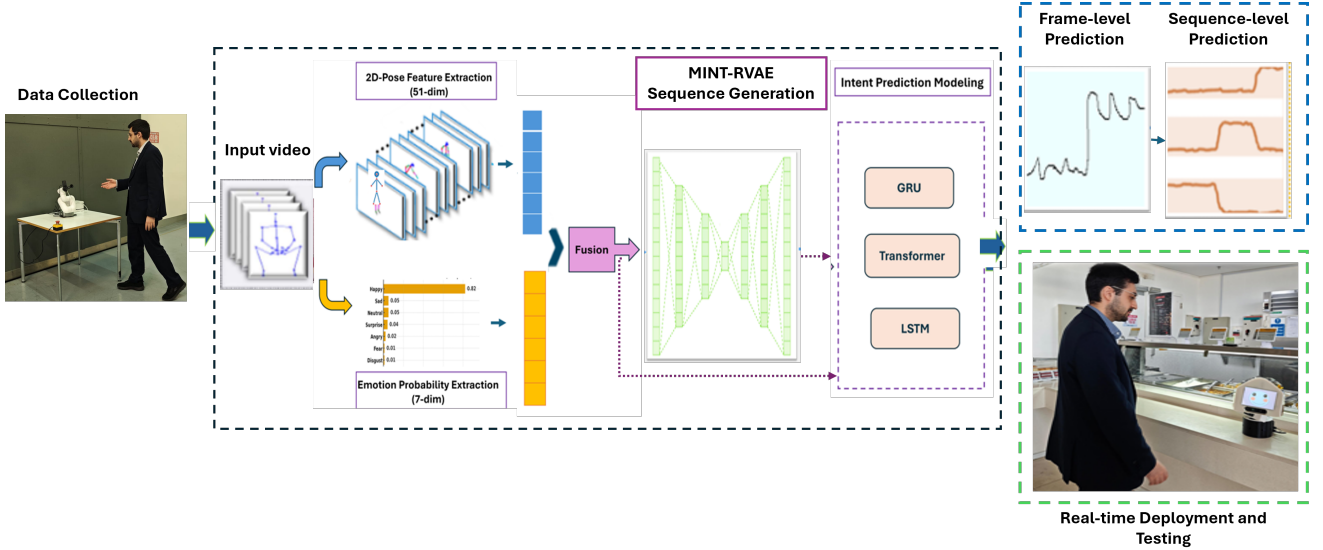 Data Collection
Input video
2D-Pose Feature Extraction
(51-dim)
Happy 0.82
Sad 0.05
Neutral 0.05
Surprise 0.04
Angry 0.02
Fear 0.01
Disgust 0.01
Emotion Probability Extraction
(7-dim)
Fusion
MINT-RVAE
Sequence Generation
Intent Prediction Modeling
GRU
Transformer
LSTM
Frame-level
Prediction
Sequence-level
Prediction
Real-time Deployment and
Testing